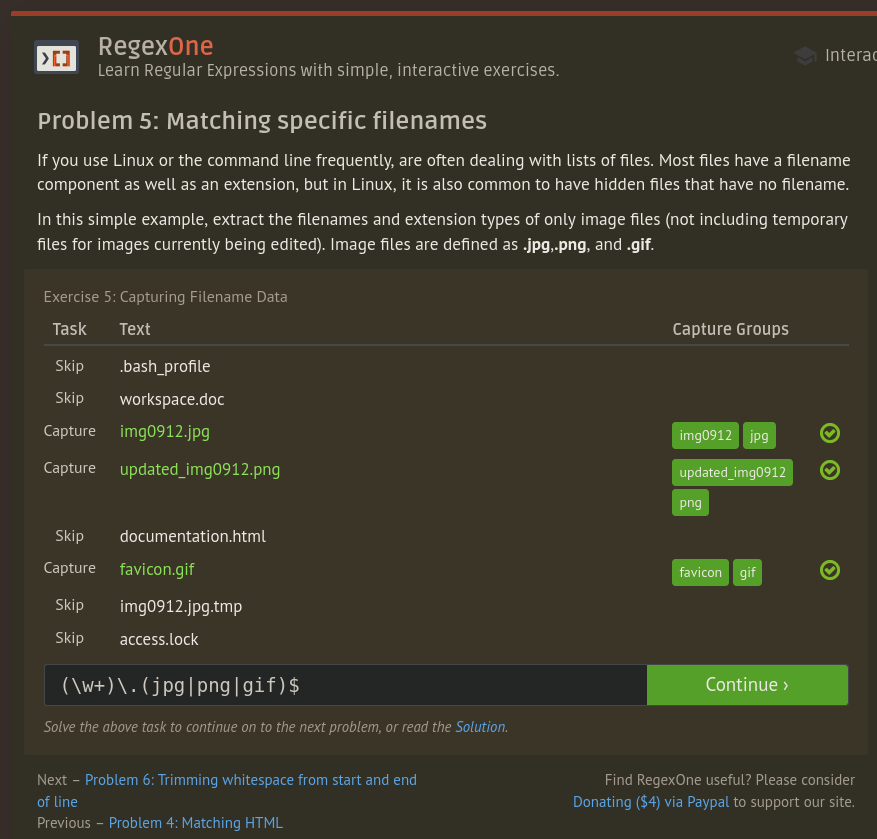 RegexOne
Learn Regular Expressions with simple, interactive exercises.
Interac
Problem 5: Matching specific filenames
If you use Linux or the command line frequently, are often dealing with lists of files. Most files have a filename
component as well as an extension, but in Linux, it is also common to have hidden files that have no filename.
In this simple example, extract the filenames and extension types of only image files (not including temporary
files for images currently being edited). Image files are defined as .jpg,.png, and .gif.
Exercise 5: Capturing Filename Data
Task Text Capture Groups
Skip .bash_profile
Skip workspace.doc
Capture img0912.jpg img0912 jpg
Capture updated_img0912.png updated_img0912
png
Skip documentation.html
Capture favicon.gif favicon gif
Skip img0912.jpg.tmp
Skip access.lock
(\w+)\.(jpg|png|gif)$ Continue ›
Solve the above task to continue on to the next problem, or read the Solution.
Next – Problem 6: Trimming whitespace from start and end
of line
Previous – Problem 4: Matching HTML
Find RegexOne useful? Please consider
Donating ($4) via Paypal to support our site.